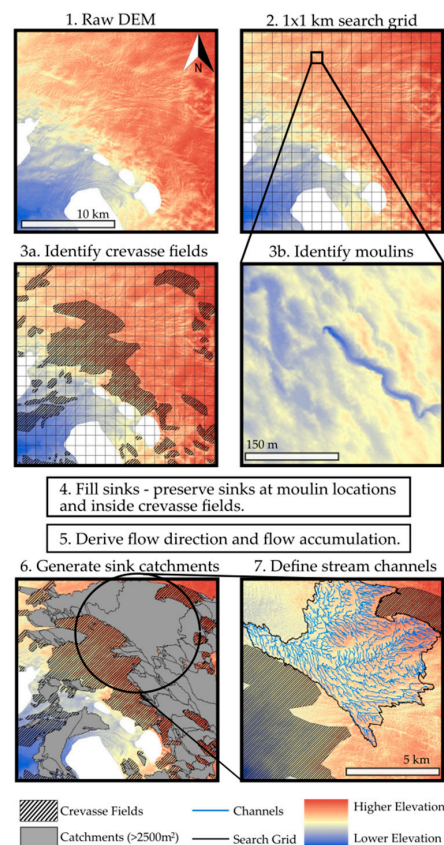 1. Raw DEM
2. 1x1 km search grid
N
10 km
3a. Identify crevasse fields
3b. Identify moulins
150 m
4. Fill sinks - preserve sinks at moulin locations
and inside crevasse fields.
5. Derive flow direction and flow accumulation.
6. Generate sink catchments
7. Define stream channels
5 km
Crevasse Fields
Channels
Higher Elevation
Catchments (>2500m²)
Search Grid
Lower Elevation